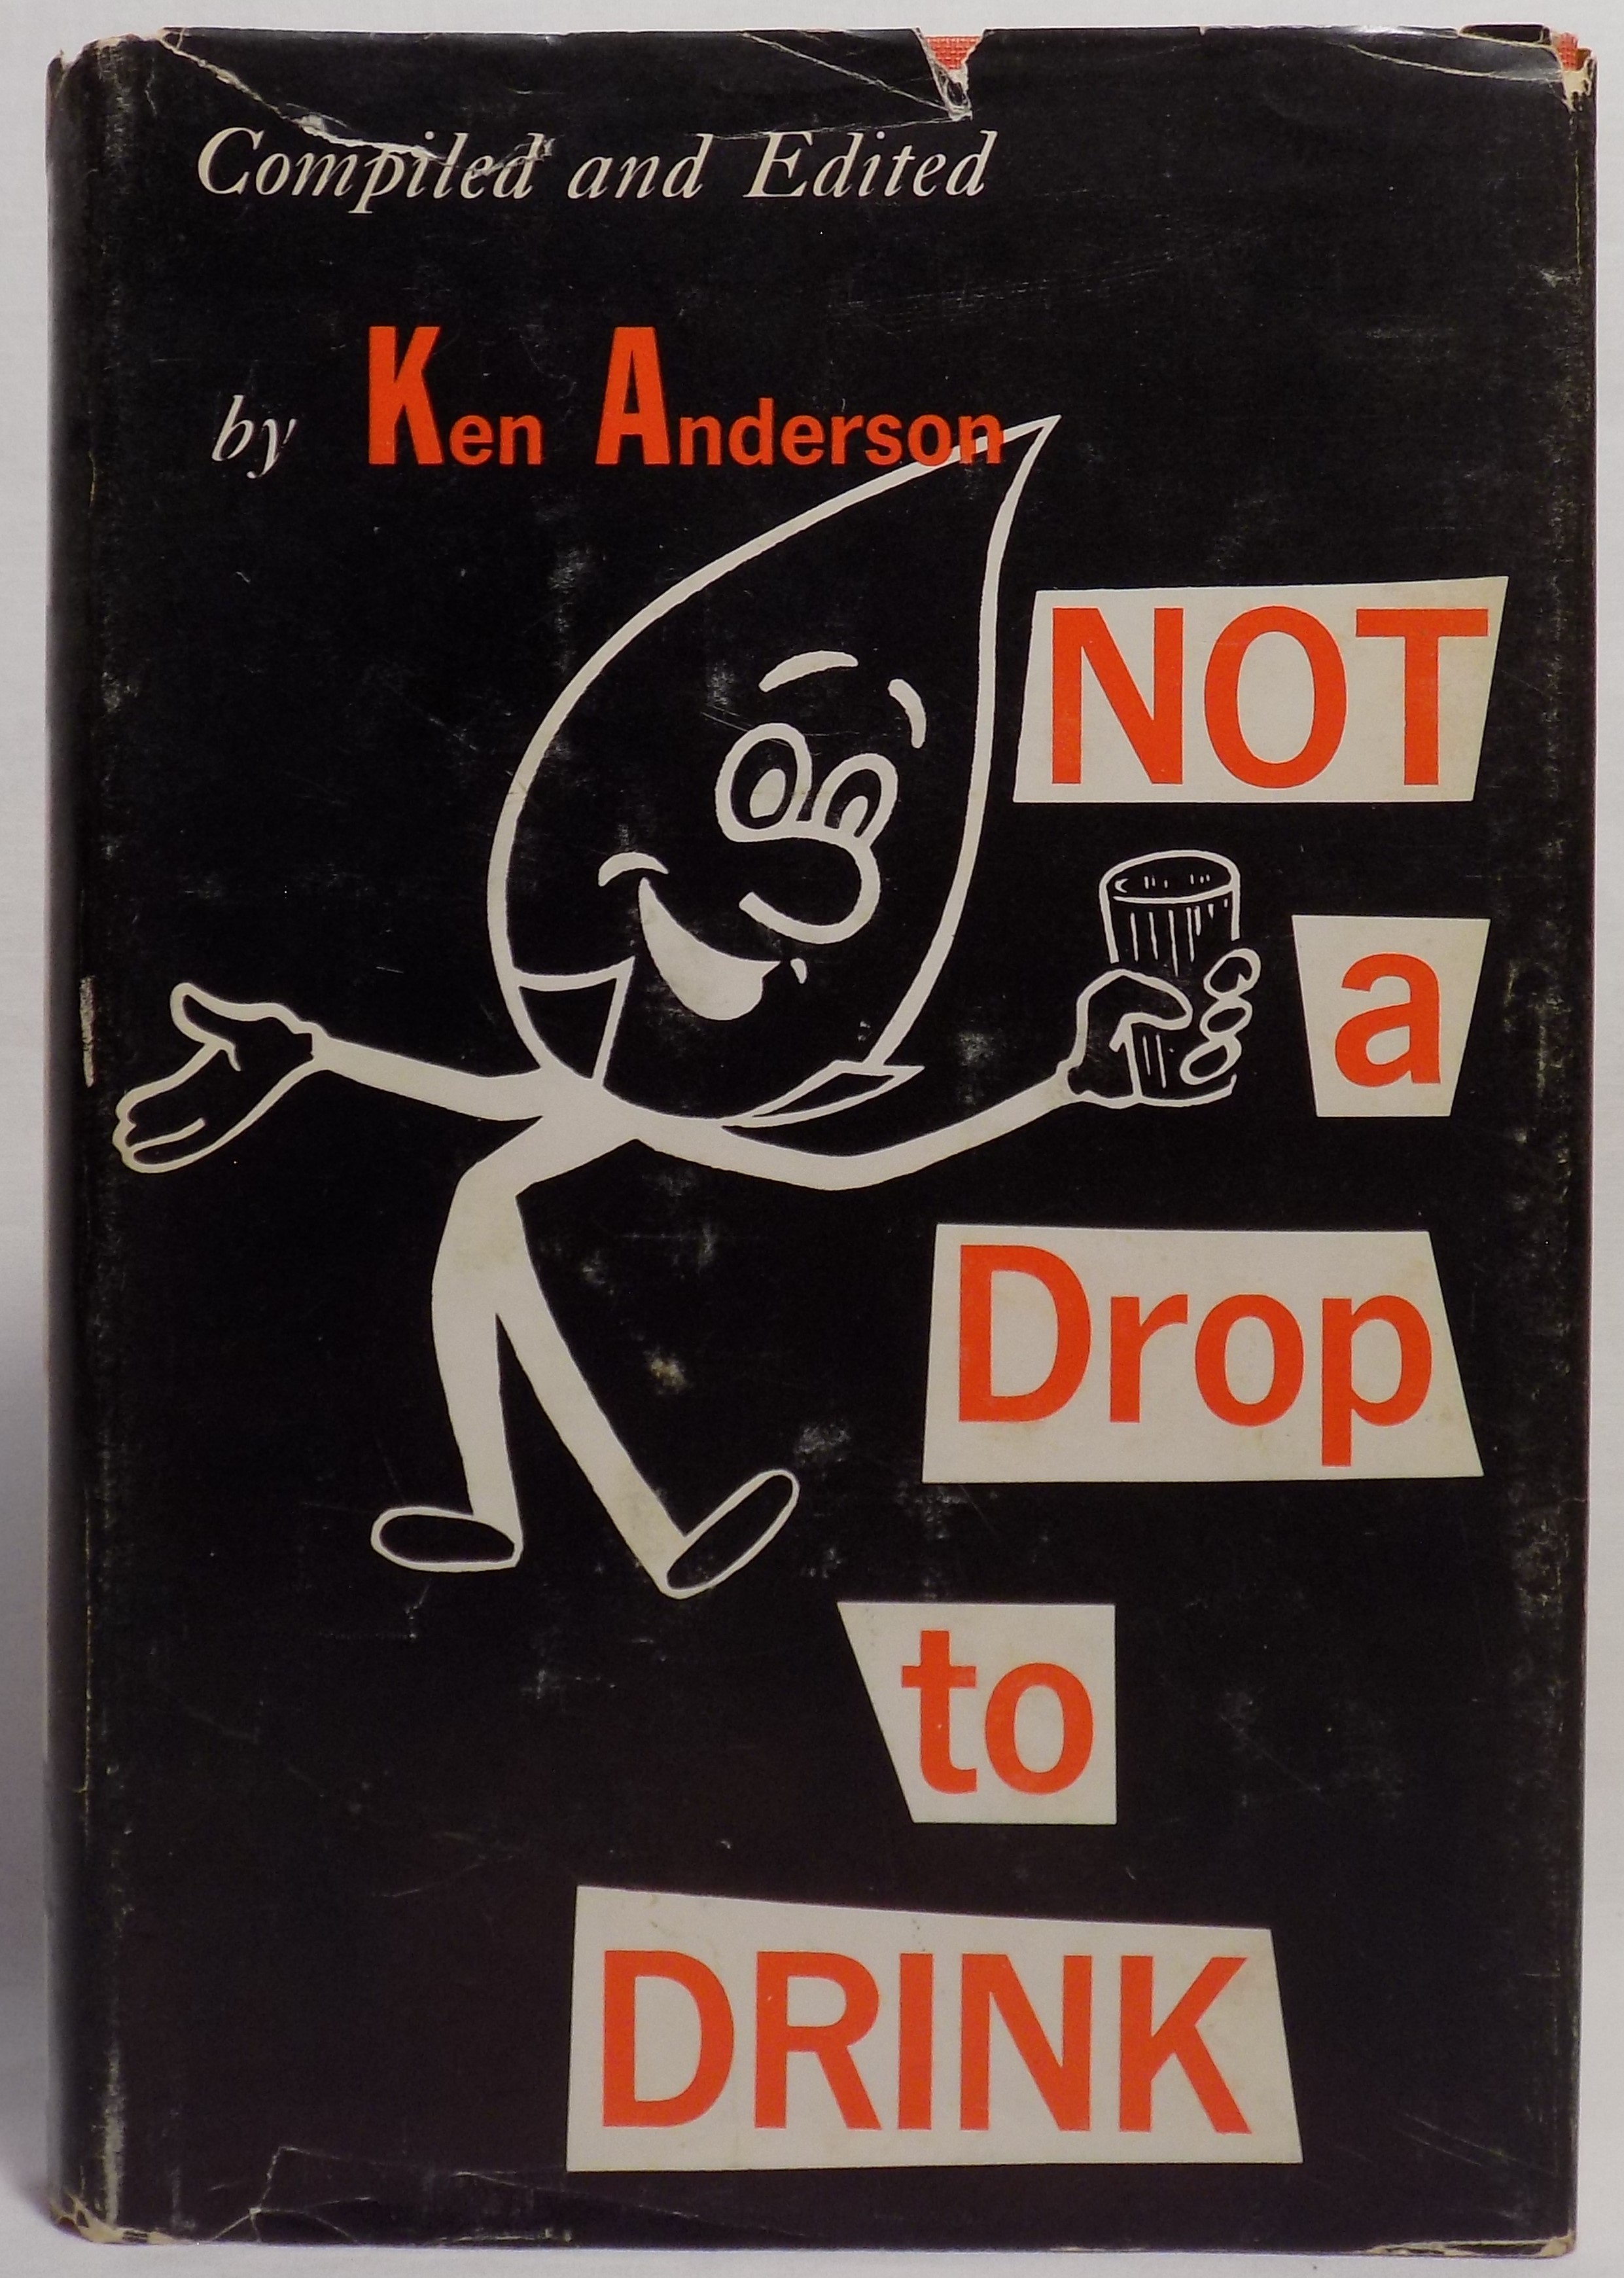 Compiled and Edited
by Ken Anderson
NOT
a
Drop
to
DRINK